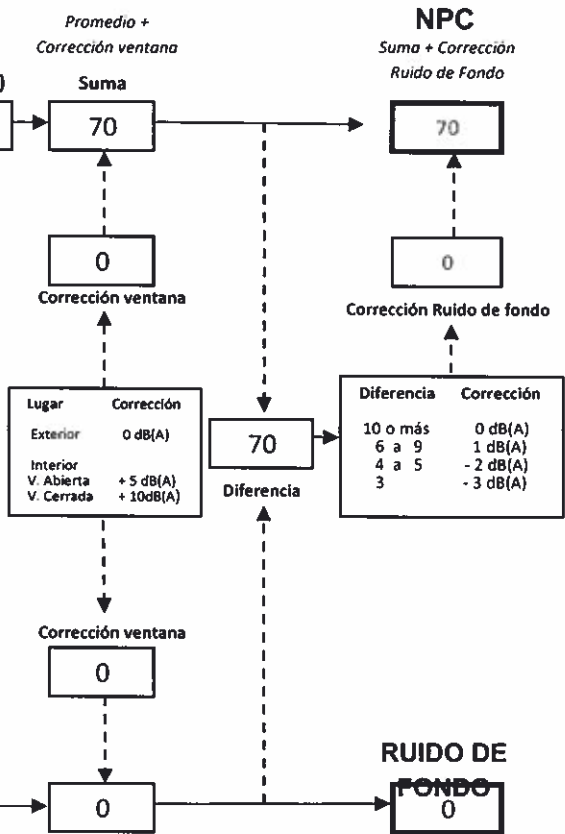 Promedio +
Corrección ventana
Suma
)
70
NPC
Suma + Corrección
Ruido de Fondo
70
0
Corrección ventana
0
Corrección Ruido de fondo
Lugar Corrección
Exterior 0 dB(A)
Interior
V. Abierta + 5 dB(A)
V. Cerrada + 10dB(A)
70
Diferencia
Diferencia Corrección
10 o más 0 dB(A)
6 a 9 1 dB(A)
4 a 5 - 2 dB(A)
3 - 3 dB(A)
Corrección ventana
0
0
RUIDO DE
FONDO
0